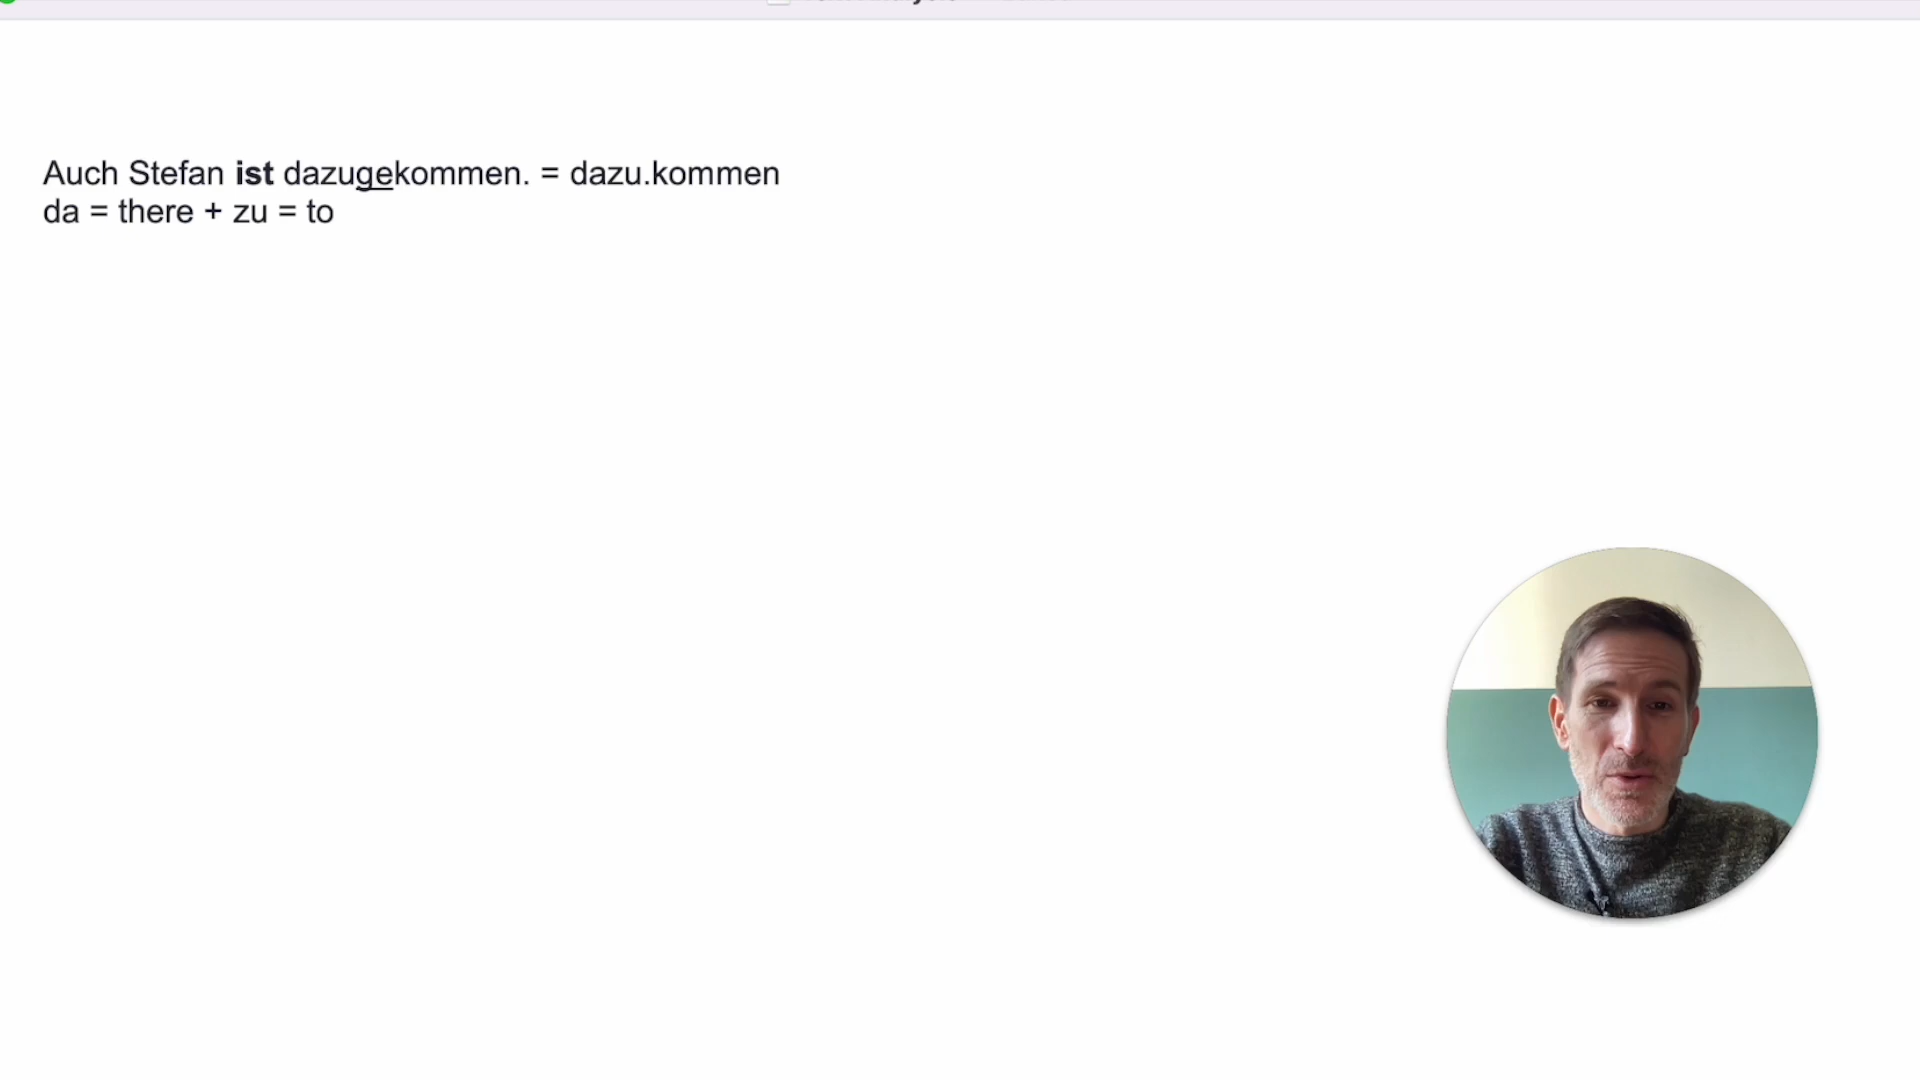 Auch Stefan ist dazugekommen. = dazu.kommen
da = there + zu = to